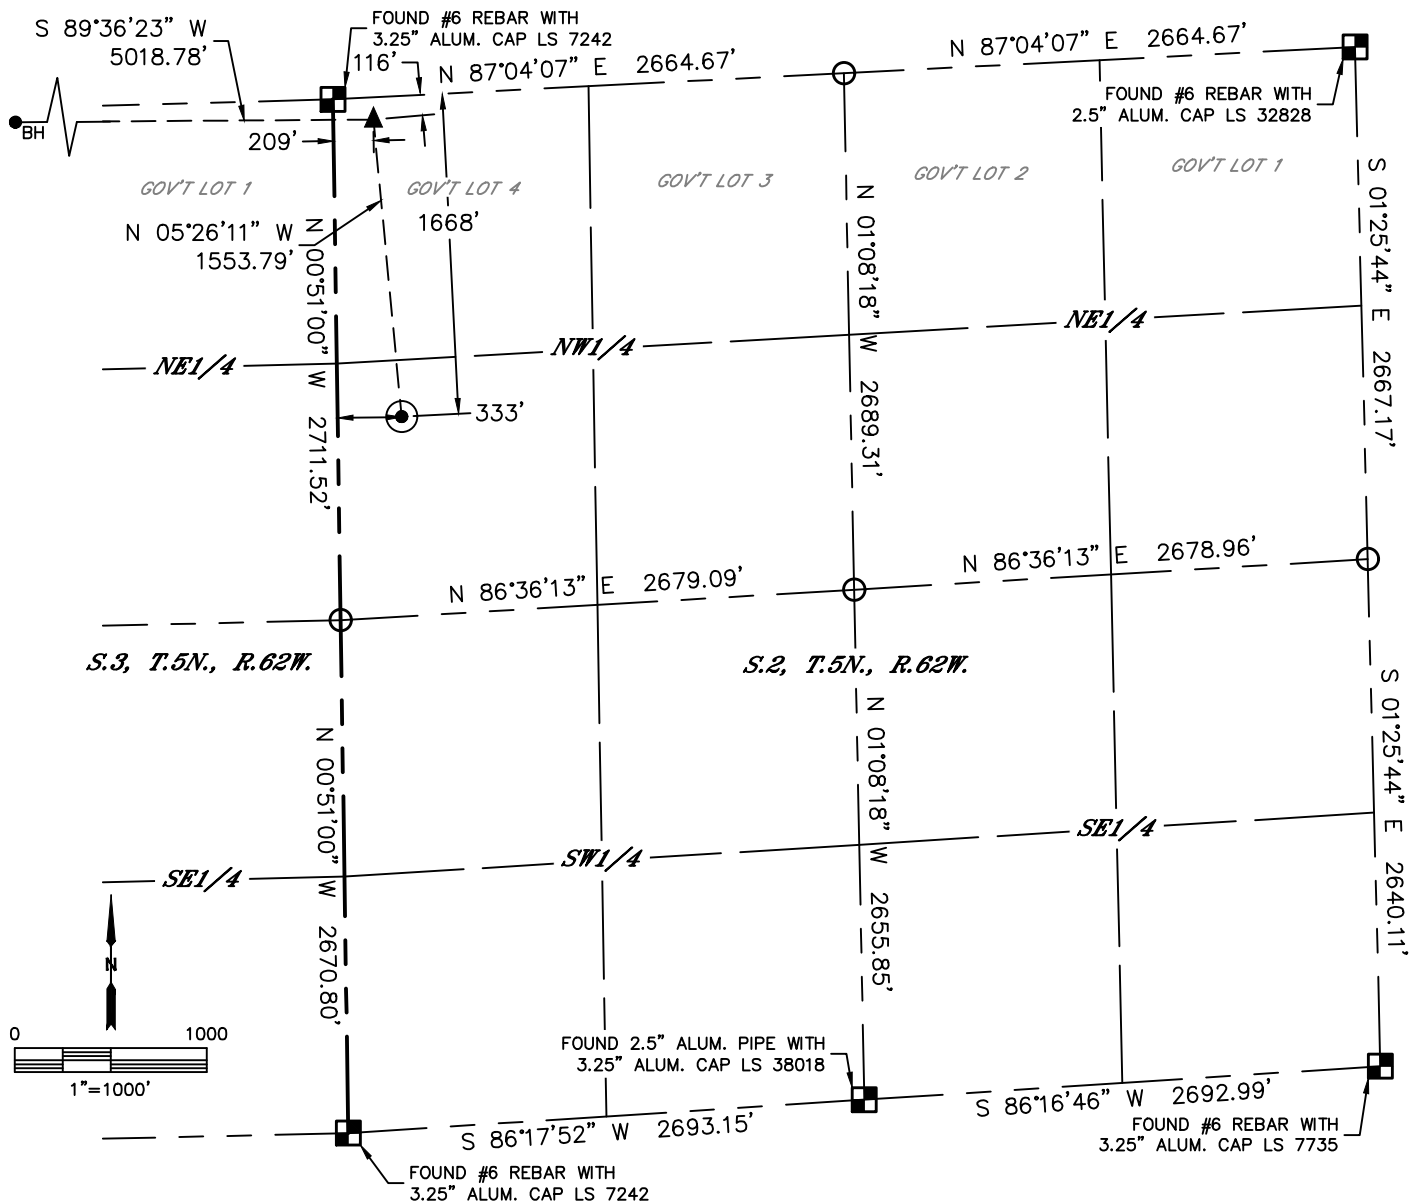 S 89°36'23" W
5018.78'
FOUND #6 REBAR WITH
3.25" ALUM. CAP LS 7242
116'
N 87°04'07" E 2664.67'
N 87°04'07" E 2664.67'
FOUND #6 REBAR WITH
2.5" ALUM. CAP LS 32828
BH
209'
GOV'T LOT 1
GOV'T LOT 4
GOV'T LOT 3
GOV'T LOT 2
GOV'T LOT 1
N 05°26'11" W
1553.79'
1668'
N 00°51'00" W 2711.52'
N 01°08'18" W 2689.31'
S 01°25'44" E 2667.17'
NE1/4
NW1/4
NE1/4
333'
N 86°36'13" E 2679.09'
N 86°36'13" E 2678.96'
S.3, T.5N., R.62W.
S.2, T.5N., R.62W.
N 00°51'00" W 2670.80'
N 01°08'18" W 2655.85'
S 01°25'44" E 2640.11'
SE1/4
SW1/4
SE1/4
N
0 1000
1"=1000'
FOUND 2.5" ALUM. PIPE WITH
3.25" ALUM. CAP LS 38018
S 86°17'52" W 2693.15'
S 86°16'46" W 2692.99'
FOUND #6 REBAR WITH
3.25" ALUM. CAP LS 7735
FOUND #6 REBAR WITH
3.25" ALUM. CAP LS 7242